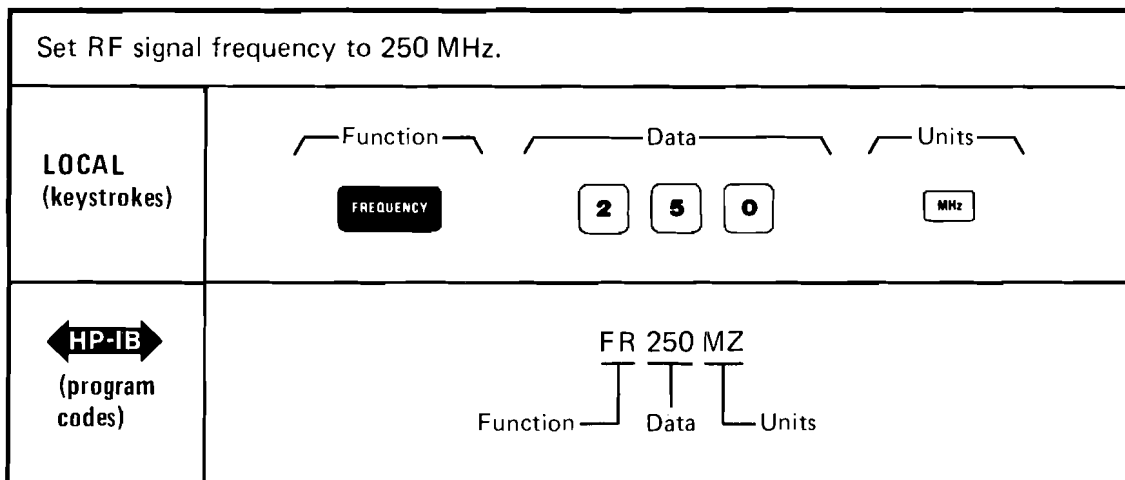 Set RF signal frequency to 250 MHz.
LOCAL
(keystrokes)
Function Data Units
FREQUENCY 2 5 0 MHz
HP-IB
(program
codes)
FR 250 MZ
Function Data Units